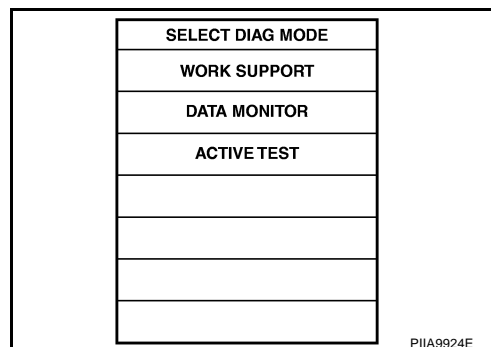 SELECT DIAG MODE
WORK SUPPORT
DATA MONITOR
ACTIVE TEST
PIIA9924E